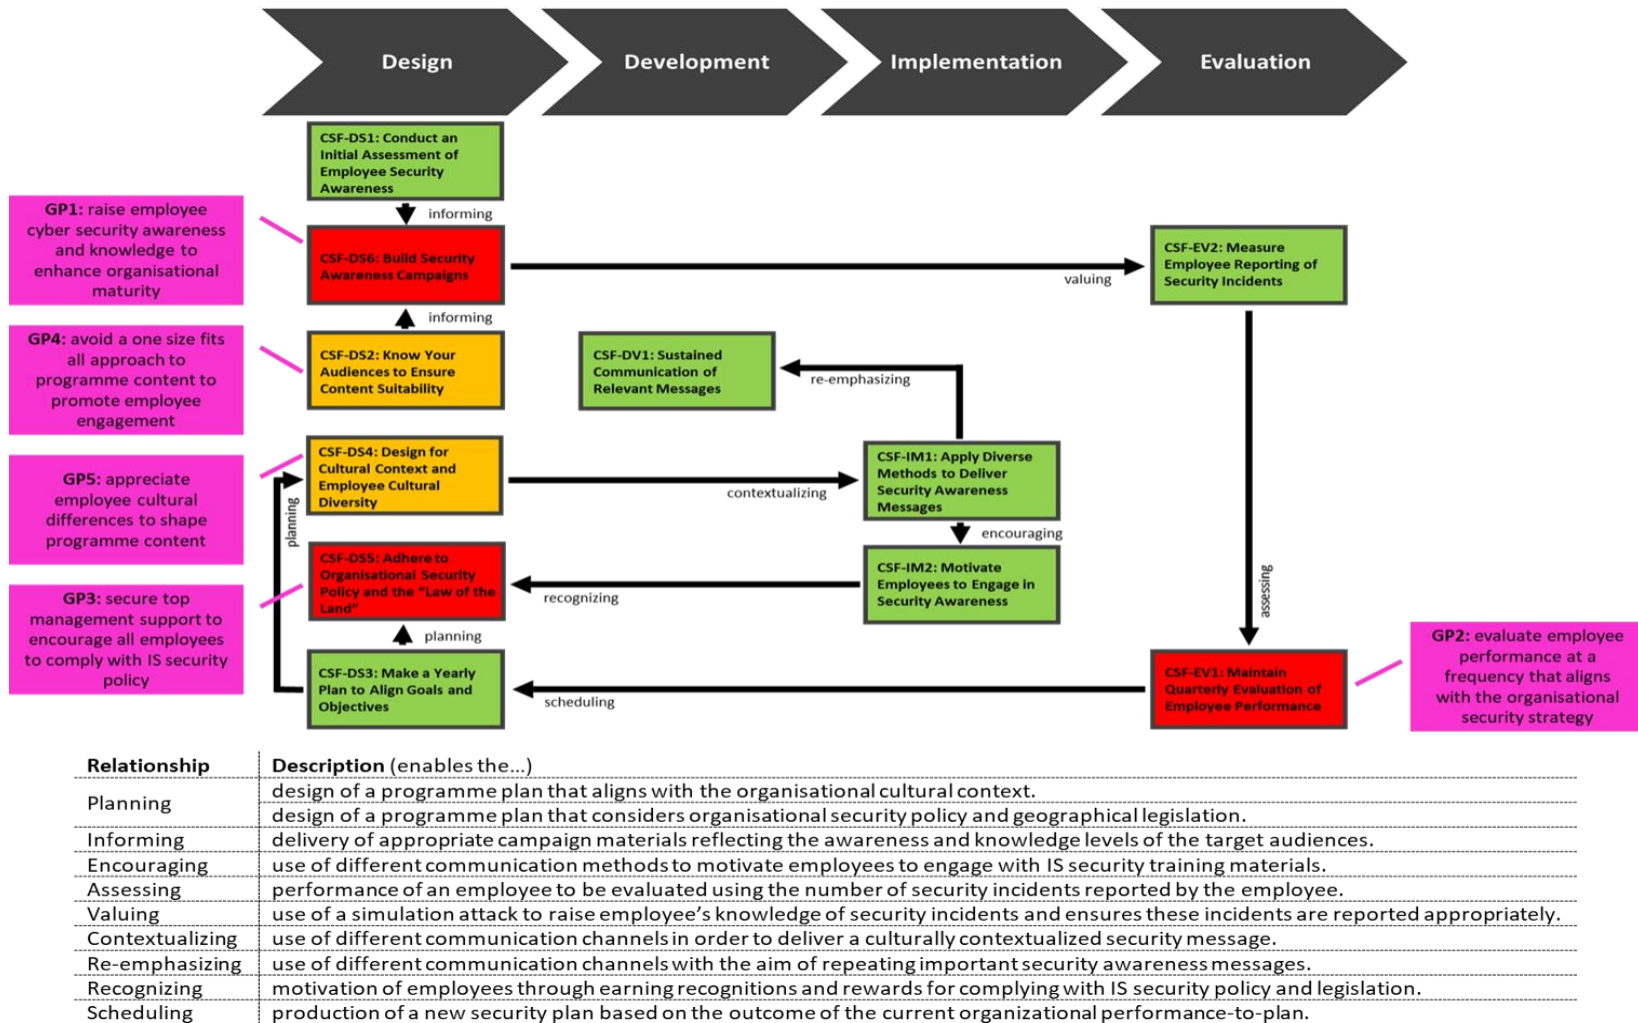 Design
Development
Implementation
Evaluation
CSF-DS1: Conduct an
Initial Assessment of
Employee Security
Awareness
informing
GP1: raise employee
cyber security awareness
and knowledge to
enhance organisational
maturity
CSF-DS6: Build Security
Awareness Campaigns
valuing
CSF-EV2: Measure
Employee Reporting of
Security Incidents
informing
GP4: avoid a one size fits
all approach to
programme content to
promote employee
engagement
CSF-DS2: Know Your
Audiences to Ensure
Content Suitability
CSF-DV1: Sustained
Communication of
Relevant Messages
re-emphasizing
GP5: appreciate
employee cultural
differences to shape
programme content
planning
CSF-DS4: Design for
Cultural Context and
Employee Cultural
Diversity
contextualizing
CSF-IM1: Apply Diverse
Methods to Deliver
Security Awareness
Messages
encouraging
GP3: secure top
management support to
encourage all employees
to comply with IS security
policy
CSF-DS5: Adhere to
Organisational Security
Policy and the “Law of the
Land”
recognizing
CSF-IM2: Motivate
Employees to Engage in
Security Awareness
assessing
planning
CSF-DS3: Make a Yearly
Plan to Align Goals and
Objectives
scheduling
CSF-EV1: Maintain
Quarterly Evaluation of
Employee Performance
GP2: evaluate employee
performance at a
frequency that aligns
with the organisational
security strategy
Relationship Description (enables the...)
Planning design of a programme plan that aligns with the organisational cultural context.
design of a programme plan that considers organisational security policy and geographical legislation.
Informing delivery of appropriate campaign materials reflecting the awareness and knowledge levels of the target audiences.
Encouraging use of different communication methods to motivate employees to engage with IS security training materials.
Assessing performance of an employee to be evaluated using the number of security incidents reported by the employee.
Valuing use of a simulation attack to raise employee’s knowledge of security incidents and ensures these incidents are reported appropriately.
Contextualizing use of different communication channels in order to deliver a culturally contextualized security message.
Re-emphasizing use of different communication channels with the aim of repeating important security awareness messages.
Recognizing motivation of employees through earning recognitions and rewards for complying with IS security policy and legislation.
Scheduling production of a new security plan based on the outcome of the current organizational performance-to-plan.